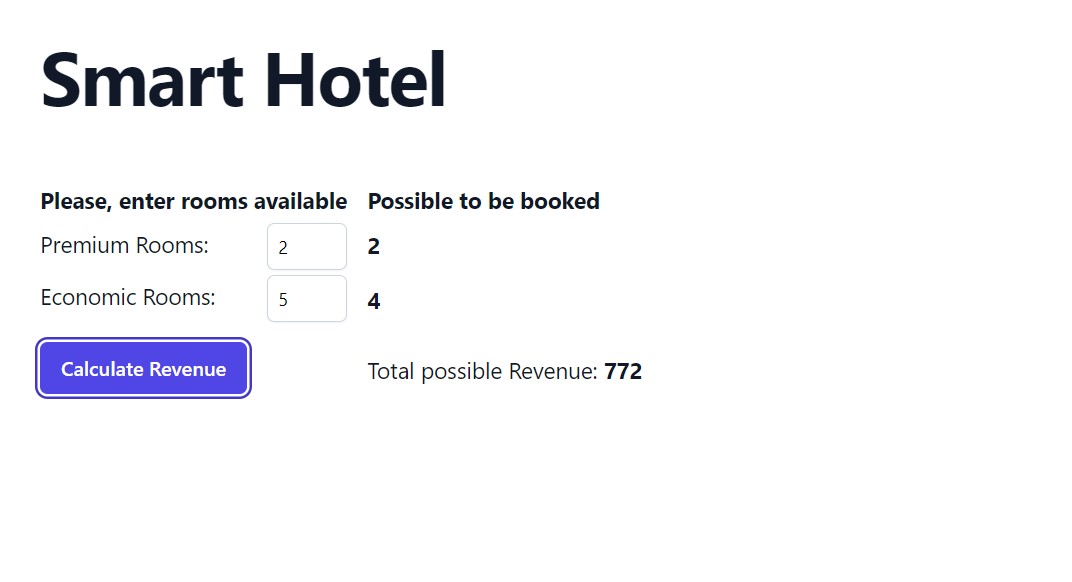 Smart Hotel
Please, enter rooms available Possible to be booked
Premium Rooms: 2 2
Economic Rooms: 5 4
Calculate Revenue Total possible Revenue: 772